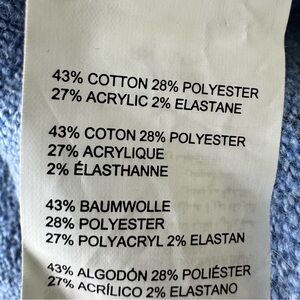 43% COTTON 28% POLYESTER
27% ACRYLIC 2% ELASTANE
43% COTON 28% POLYESTER
27% ACRYLIQUE
2% ÉLASTHANNE
43% BAUMWOLLE
28% POLYESTER
27% POLYACRYL 2% ELASTAN
43% ALGODÓN 28% POLIÉSTER
27% ACRÍLICO 2% ELASTANO